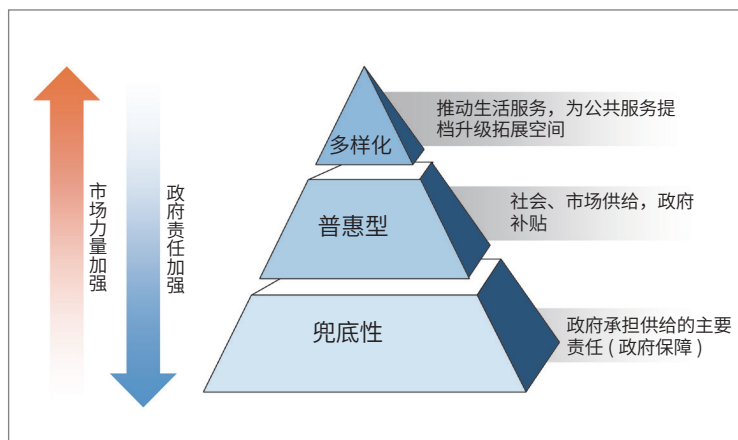 市场力量加强
政府责任加强
多样化
推动生活服务，为公共服务提
档升级拓展空间
普惠型
社会、市场供给，政府
补贴
兜底性
政府承担供给的主要
责任 ( 政府保障 )